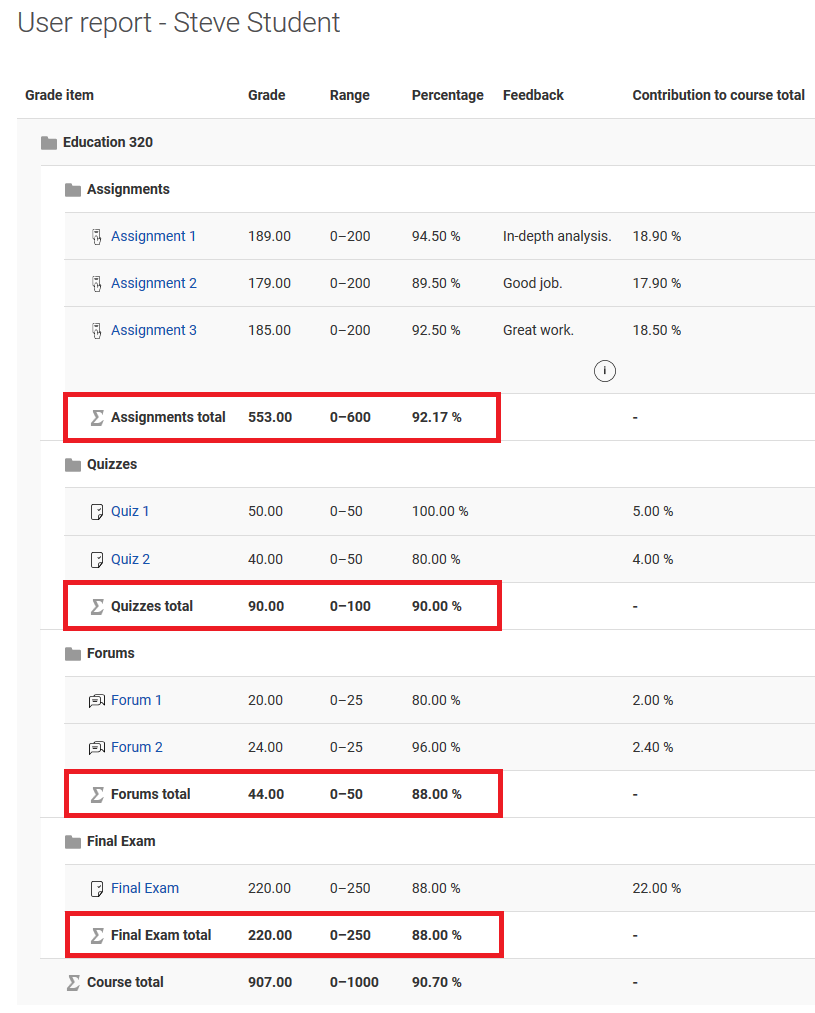 User report - Steve Student
Grade item Grade Range Percentage Feedback Contribution to course total
Education 320
Assignments
Assignment 1 189.00 0–200 94.50 % In-depth analysis. 18.90 %
Assignment 2 179.00 0–200 89.50 % Good job. 17.90 %
Assignment 3 185.00 0–200 92.50 % Great work. 18.50 %
i
Assignments total 553.00 0–600 92.17 % -
Quizzes
Quiz 1 50.00 0–50 100.00 % 5.00 %
Quiz 2 40.00 0–50 80.00 % 4.00 %
Quizzes total 90.00 0–100 90.00 % -
Forums
Forum 1 20.00 0–25 80.00 % 2.00 %
Forum 2 24.00 0–25 96.00 % 2.40 %
Forums total 44.00 0–50 88.00 % -
Final Exam
Final Exam 220.00 0–250 88.00 % 22.00 %
Final Exam total 220.00 0–250 88.00 % -
Course total 907.00 0–1000 90.70 % -